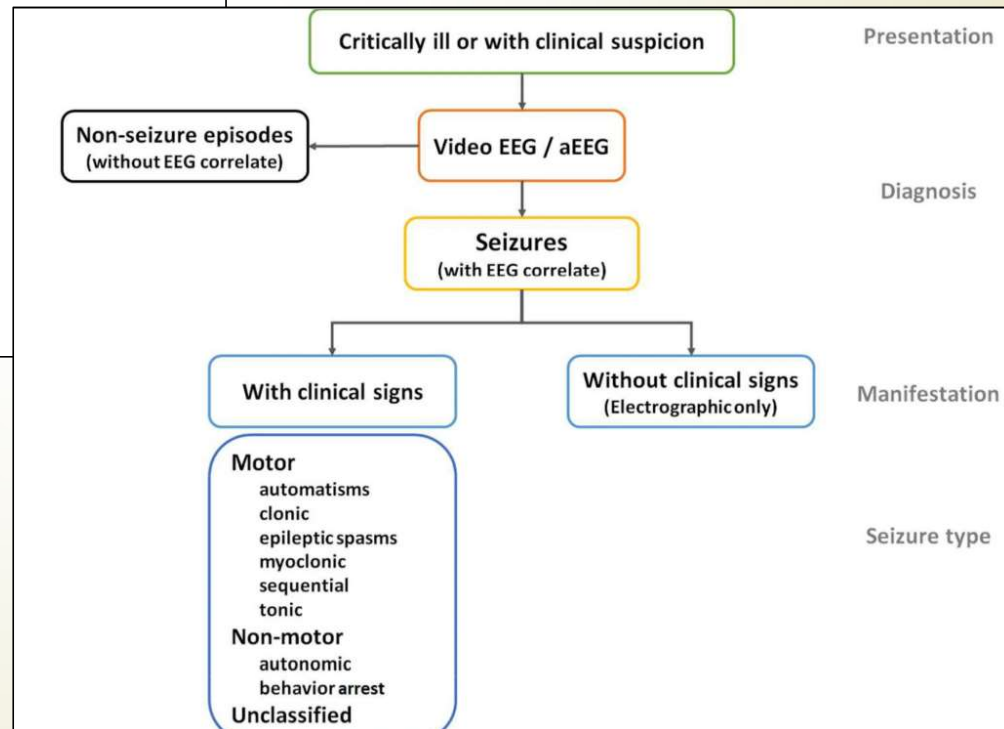 Critically ill or with clinical suspicion
Presentation
Non-seizure episodes
(without EEG correlate)
Video EEG / aEEG
Diagnosis
Seizures
(with EEG correlate)
With clinical signs
Without clinical signs
(Electrographic only)
Manifestation
Motor
automatisms
clonic
epileptic spasms
myoclonic
sequential
tonic
Non-motor
autonomic
behavior arrest
Unclassified
Seizure type